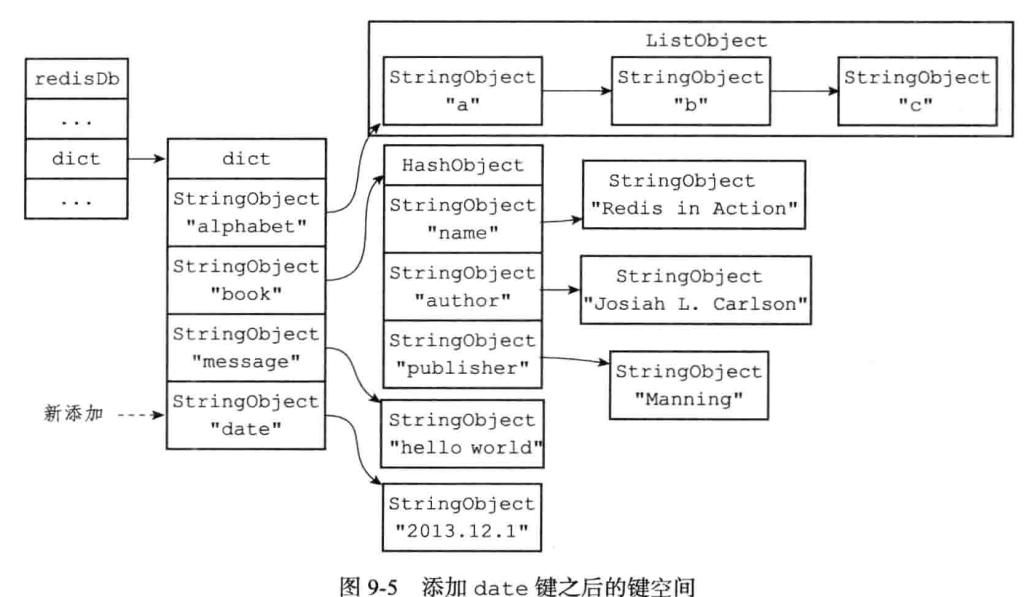 redisDb
...
dict
...
dict
StringObject
"alphabet"
StringObject
"book"
StringObject
"message"
StringObject
"date"
新添加
ListObject
StringObject
"a"
StringObject
"b"
StringObject
"c"
HashObject
StringObject
"name"
StringObject
"author"
StringObject
"publisher"
StringObject
"Redis in Action"
StringObject
"Josiah L. Carlson"
StringObject
"Manning"
StringObject
"hello world"
StringObject
"2013.12.1"
图 9-5 添加 date 键之后的键空间